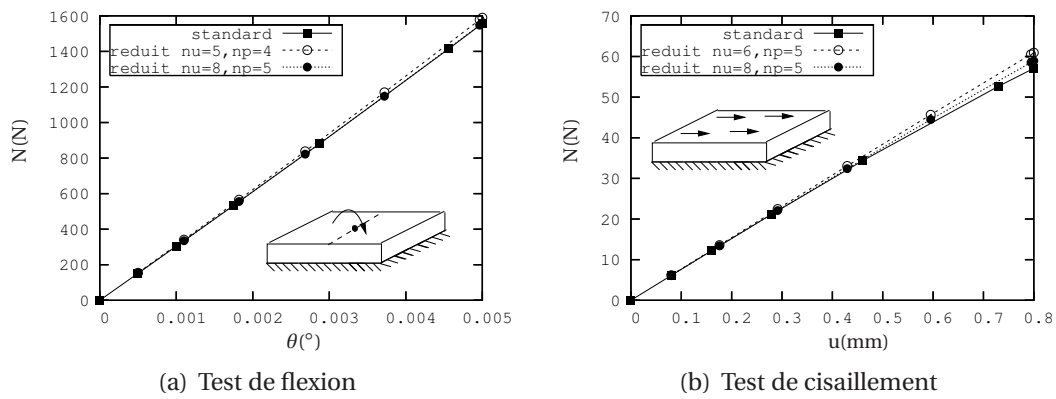 1600
1400
1200
1000
800
600
400
200
0
N(N)
standard
reduit nu=5,np=4
reduit nu=8,np=5
0 0.001 0.002 0.003 0.004 0.005
θ(°)
(a) Test de flexion
70
60
50
40
30
20
10
0
N(N)
standard
reduit nu=6,np=5
reduit nu=8,np=5
0 0.1 0.2 0.3 0.4 0.5 0.6 0.7 0.8
u(mm)
(b) Test de cisaillement